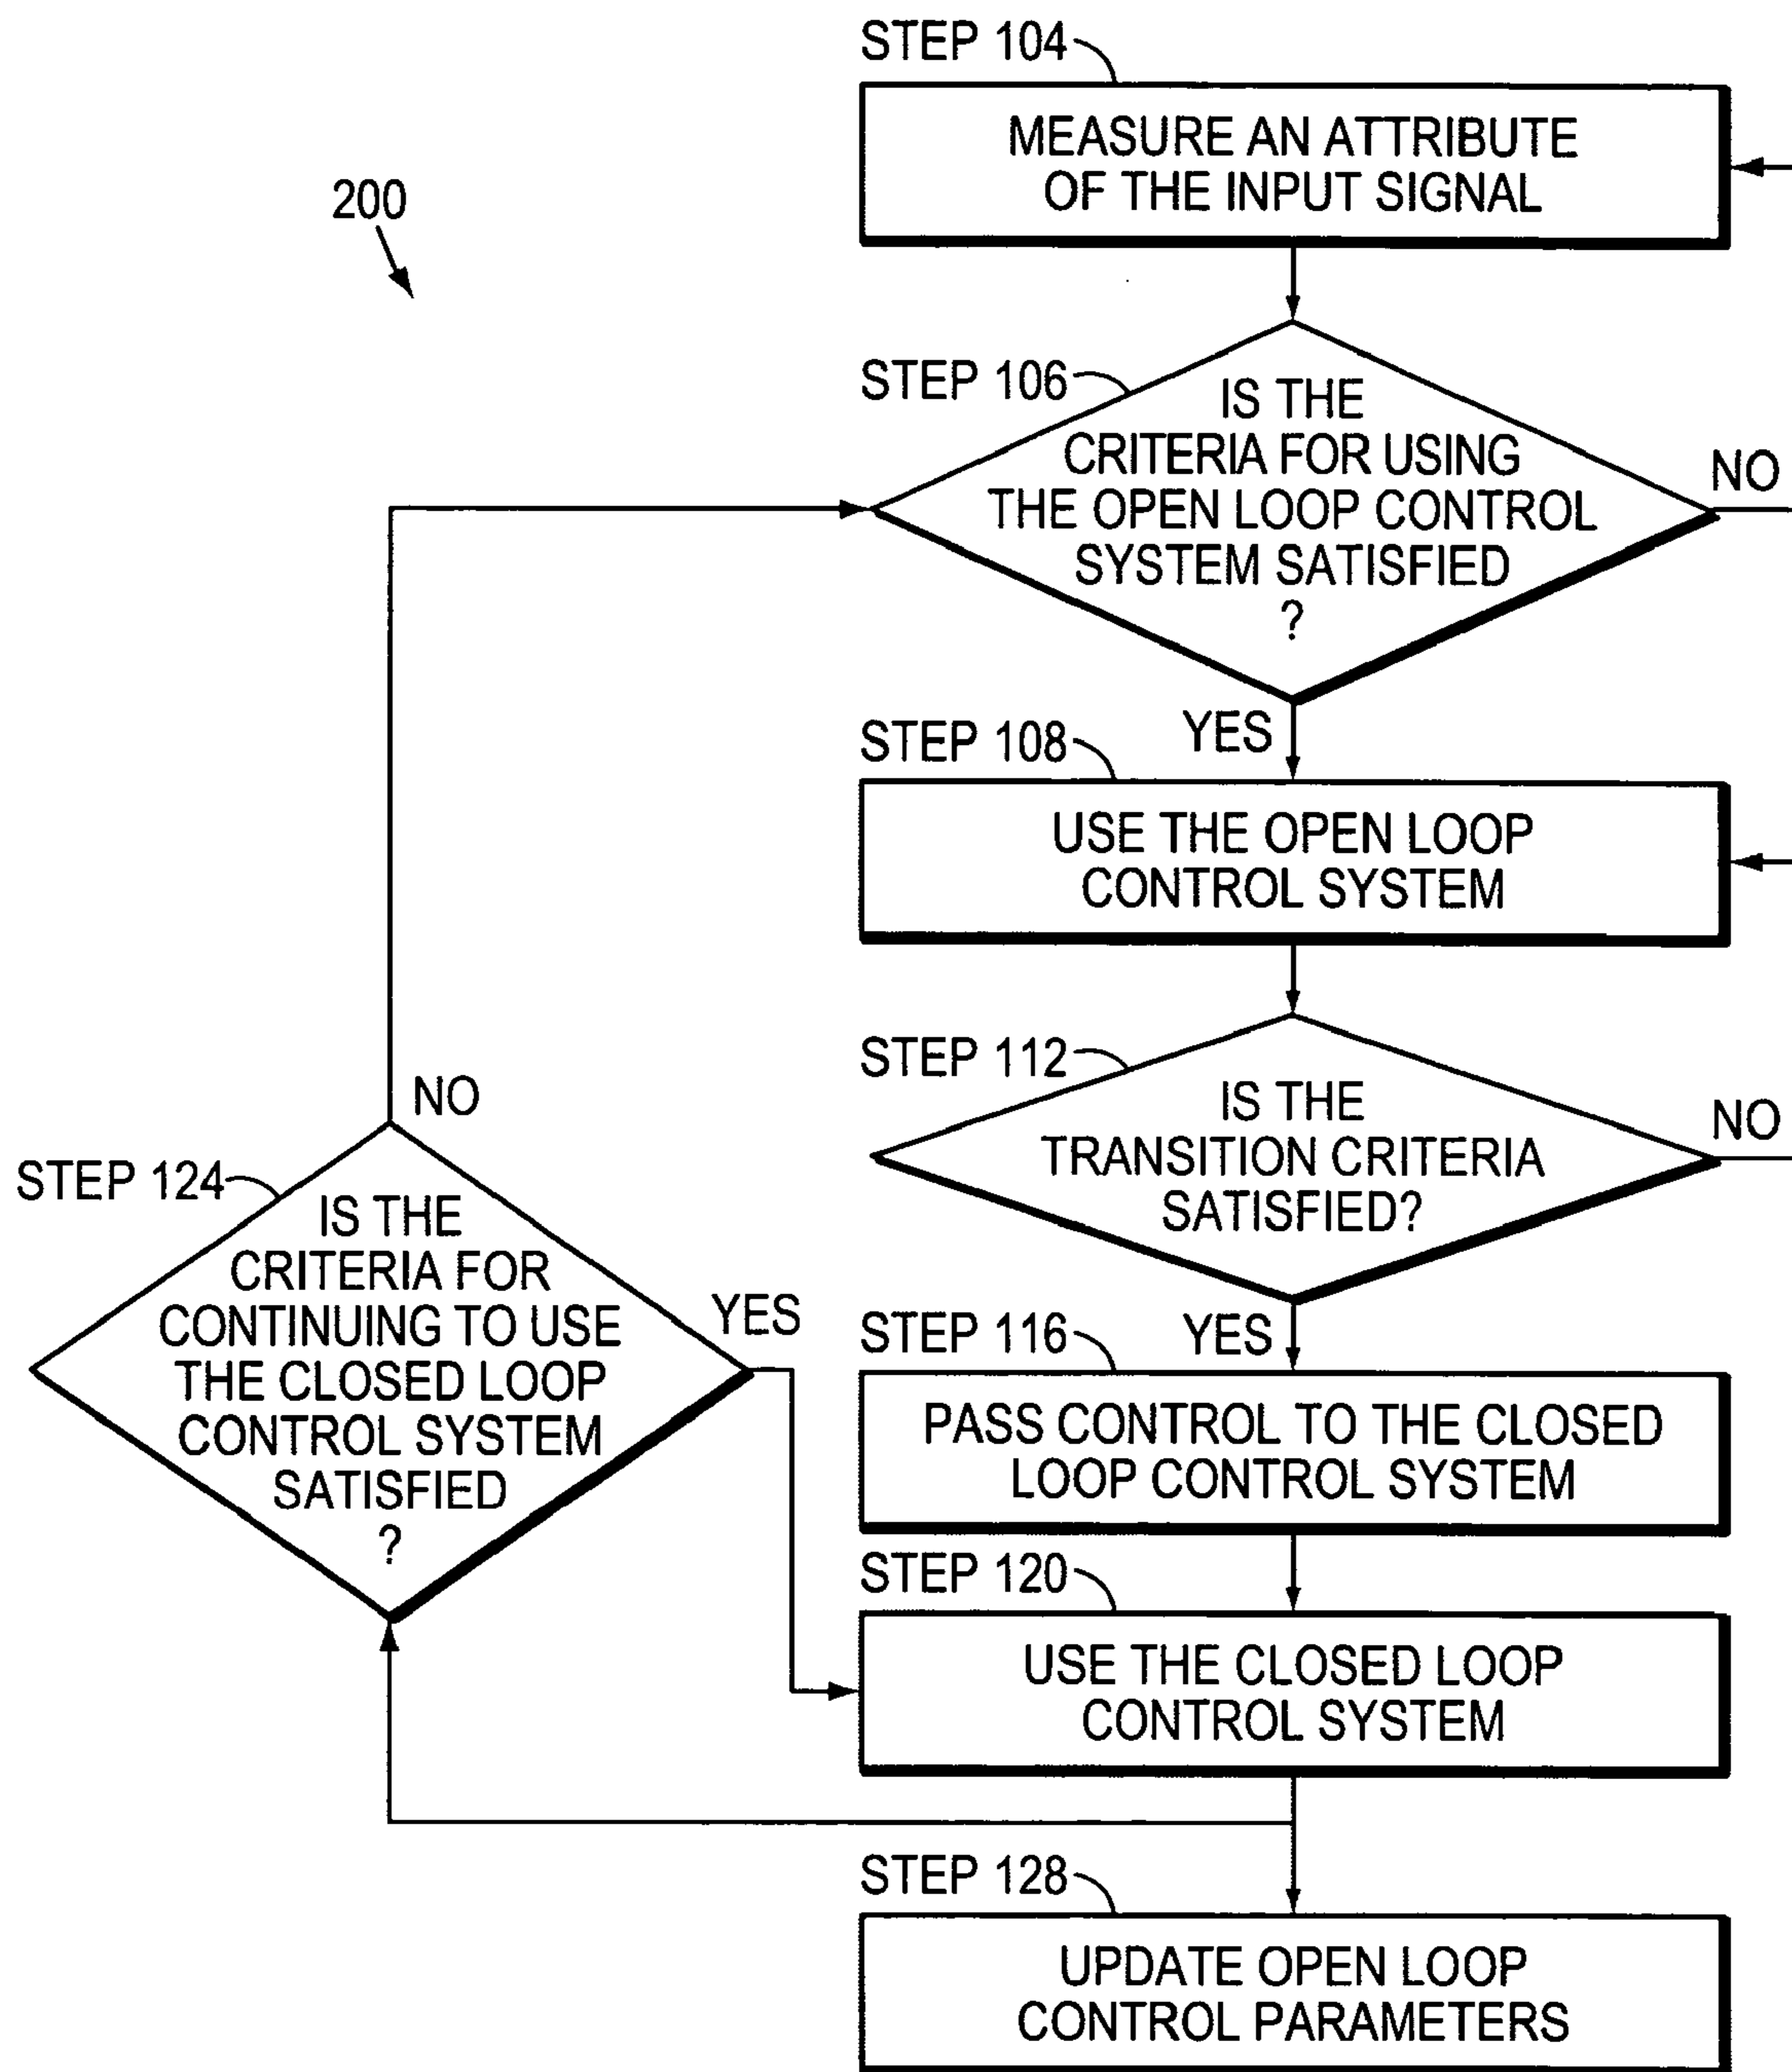 STEP 104
MEASURE AN ATTRIBUTE
OF THE INPUT SIGNAL
200
STEP 106
IS THE
CRITERIA FOR USING
THE OPEN LOOP CONTROL
SYSTEM SATISFIED
?
NO
YES
STEP 108
USE THE OPEN LOOP
CONTROL SYSTEM
STEP 112
IS THE
TRANSITION CRITERIA
SATISFIED?
NO
YES
STEP 116
PASS CONTROL TO THE CLOSED
LOOP CONTROL SYSTEM
STEP 120
USE THE CLOSED LOOP
CONTROL SYSTEM
NO
STEP 124
IS THE
CRITERIA FOR
CONTINUING TO USE
THE CLOSED LOOP
CONTROL SYSTEM
SATISFIED
?
YES
STEP 128
UPDATE OPEN LOOP
CONTROL PARAMETERS